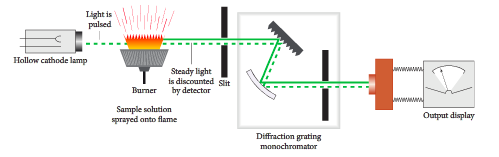 Light is
pulsed
Hollow cathode lamp
Burner
Sample solution
sprayed onto flame
Steady light
is discounted
by detector
Slit
Diffraction grating
monochromator
Output display